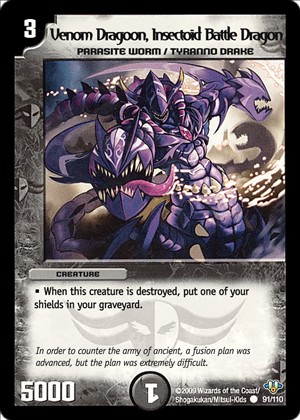 3
Venom Dragoon, Insectoid Battle Dragon
PARASITE WORM / TYRANNO DRAKE
CREATURE
▪ When this creature is destroyed, put one of your
shields in your graveyard.
In order to counter the army of ancient, a fusion plan was
advanced, but the plan was extremely difficult.
5000
1
©2009 Wizards of the Coast/
Shogakukan/Mitsui-Kids
91/110